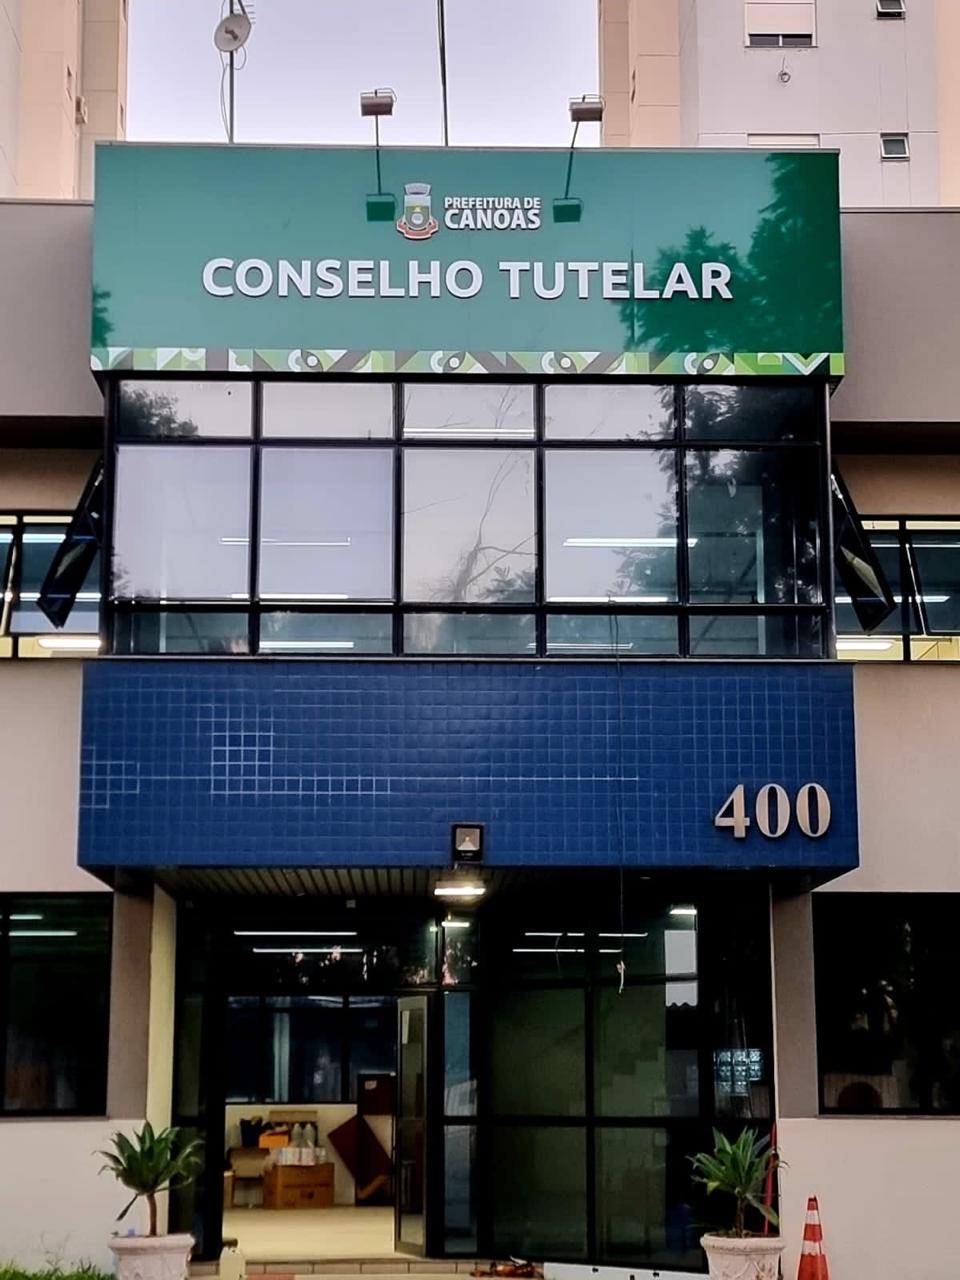 PREFEITURA DE
CANOAS
CONSELHO TUTELAR
400